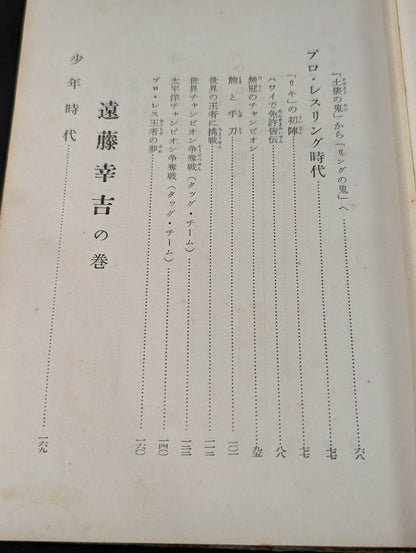 「土俵の鬼」から「リングの鬼」へ……六八
プロ・レスリング時代……七七
「リキ」の初陣……七七
ハワイで免許皆伝……八八
無冠のチャンピオン……九五
熊と手刀……一〇一
世界の王者に挑戦……一一二
世界チャンピオン争奪戦（タッグ・チーム）……一二三
太平洋チャンピオン争奪戦（タッグ・チーム）……一四〇
プロ・レス王者の夢……一六〇
遠藤幸吉の巻
少年時代……一六九